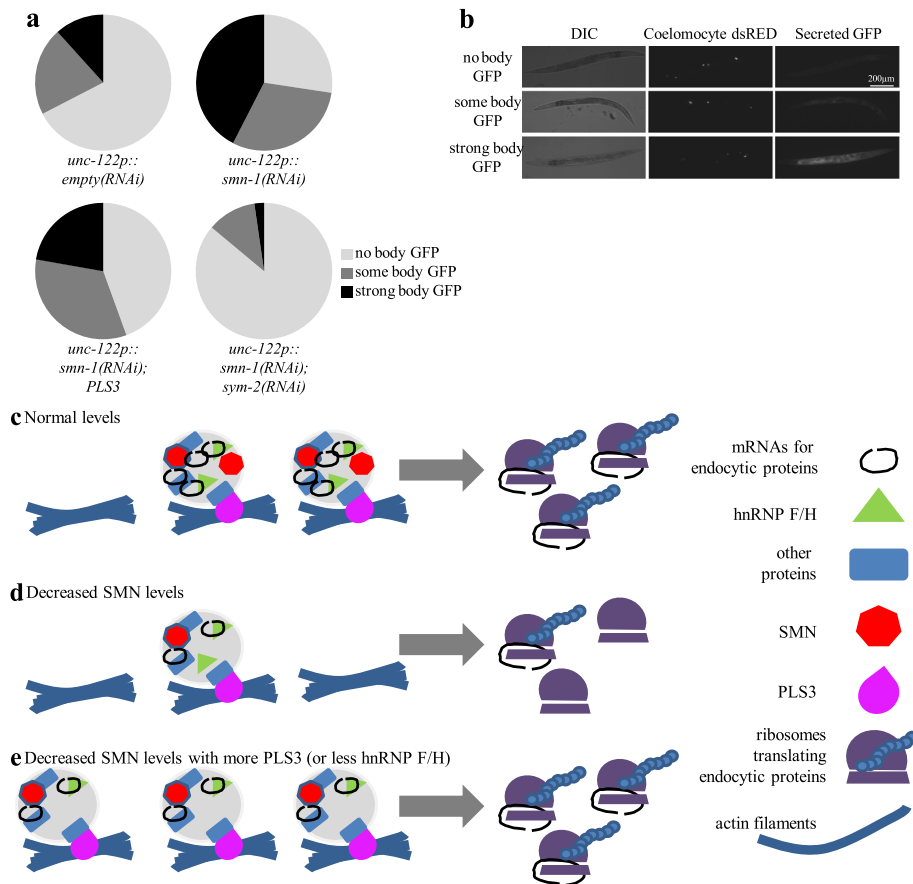 a
unc-122p::
empty(RNAi)
unc-122p::
smn-1(RNAi)
unc-122p::
smn-1(RNAi);
PLS3
unc-122p::
smn-1(RNAi);
sym-2(RNAi)
no body GFP
some body GFP
strong body GFP
b
DIC
Coelomocyte dsRED
Secreted GFP
no body
GFP
200µm
some body
GFP
strong body
GFP
c Normal levels
d Decreased SMN levels
e Decreased SMN levels with more PLS3 (or less hnRNP F/H)
mRNAs for
endocytic proteins
hnRNP F/H
other
proteins
SMN
PLS3
ribosomes
translating
endocytic proteins
actin filaments